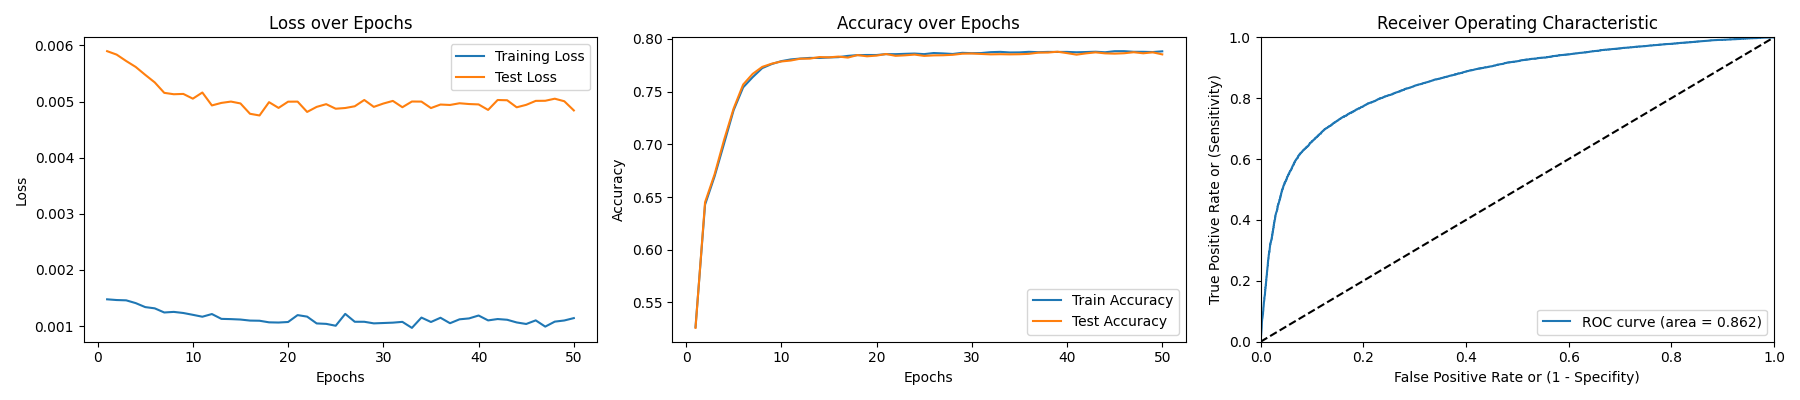 Loss over Epochs
0.006
0.005
0.004
0.003
0.002
0.001
Loss
Training Loss
Test Loss
0
10
20
30
40
50
Epochs
Accuracy over Epochs
0.80
0.75
0.70
0.65
0.60
0.55
Accuracy
Train Accuracy
Test Accuracy
0
10
20
30
40
50
Epochs
Receiver Operating Characteristic
1.0
0.8
0.6
0.4
0.2
0.0
True Positive Rate or (Sensitivity)
ROC curve (area = 0.862)
0.0
0.2
0.4
0.6
0.8
1.0
False Positive Rate or (1 - Specifity)